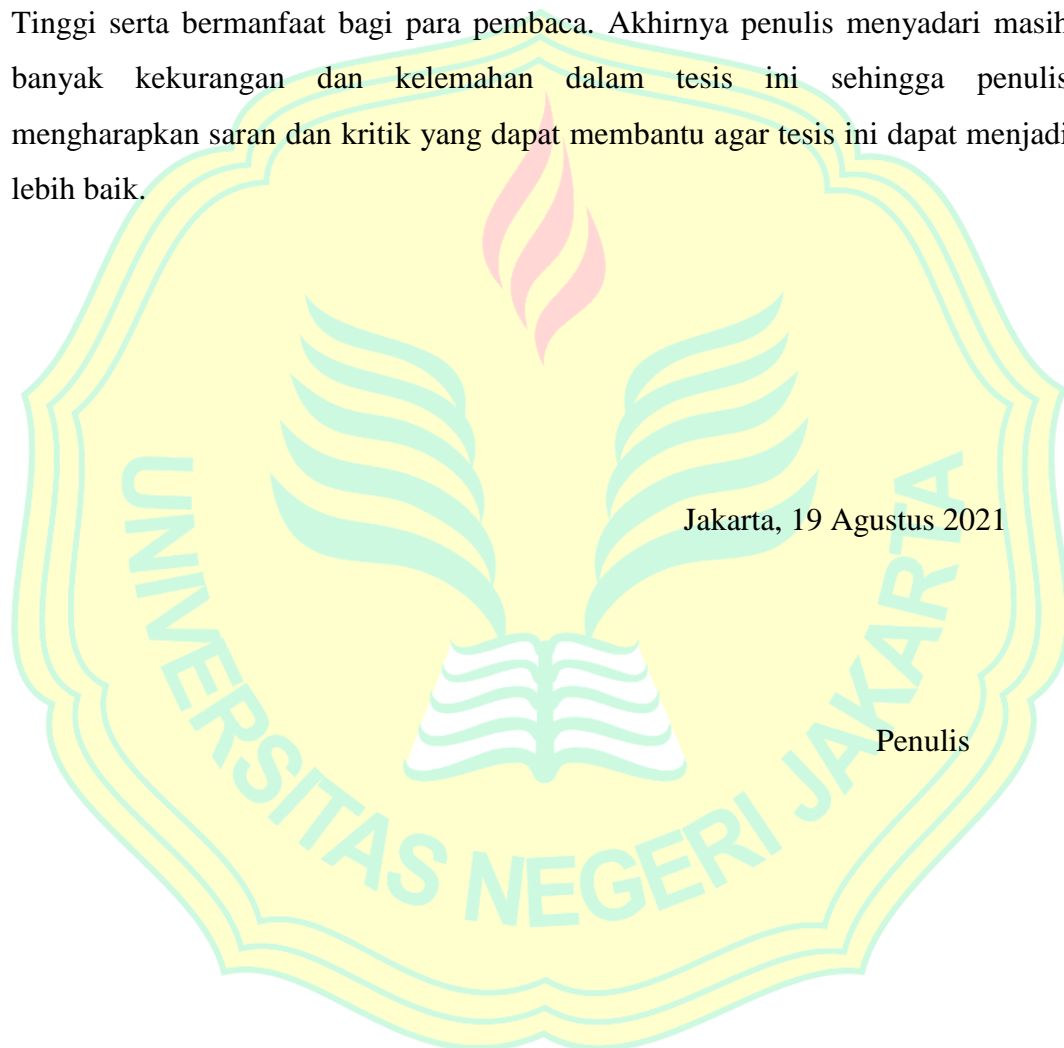 Tinggi serta bermanfaat bagi para pembaca. Akhirnya penulis menyadari masih
banyak kekurangan dan kelemahan dalam tesis ini sehingga penulis
mengharapkan saran dan kritik yang dapat membantu agar tesis ini dapat menjadi
lebih baik.
Jakarta, 19 Agustus 2021
Penulis
UNIVERSITAS NEGERI JAKARTA